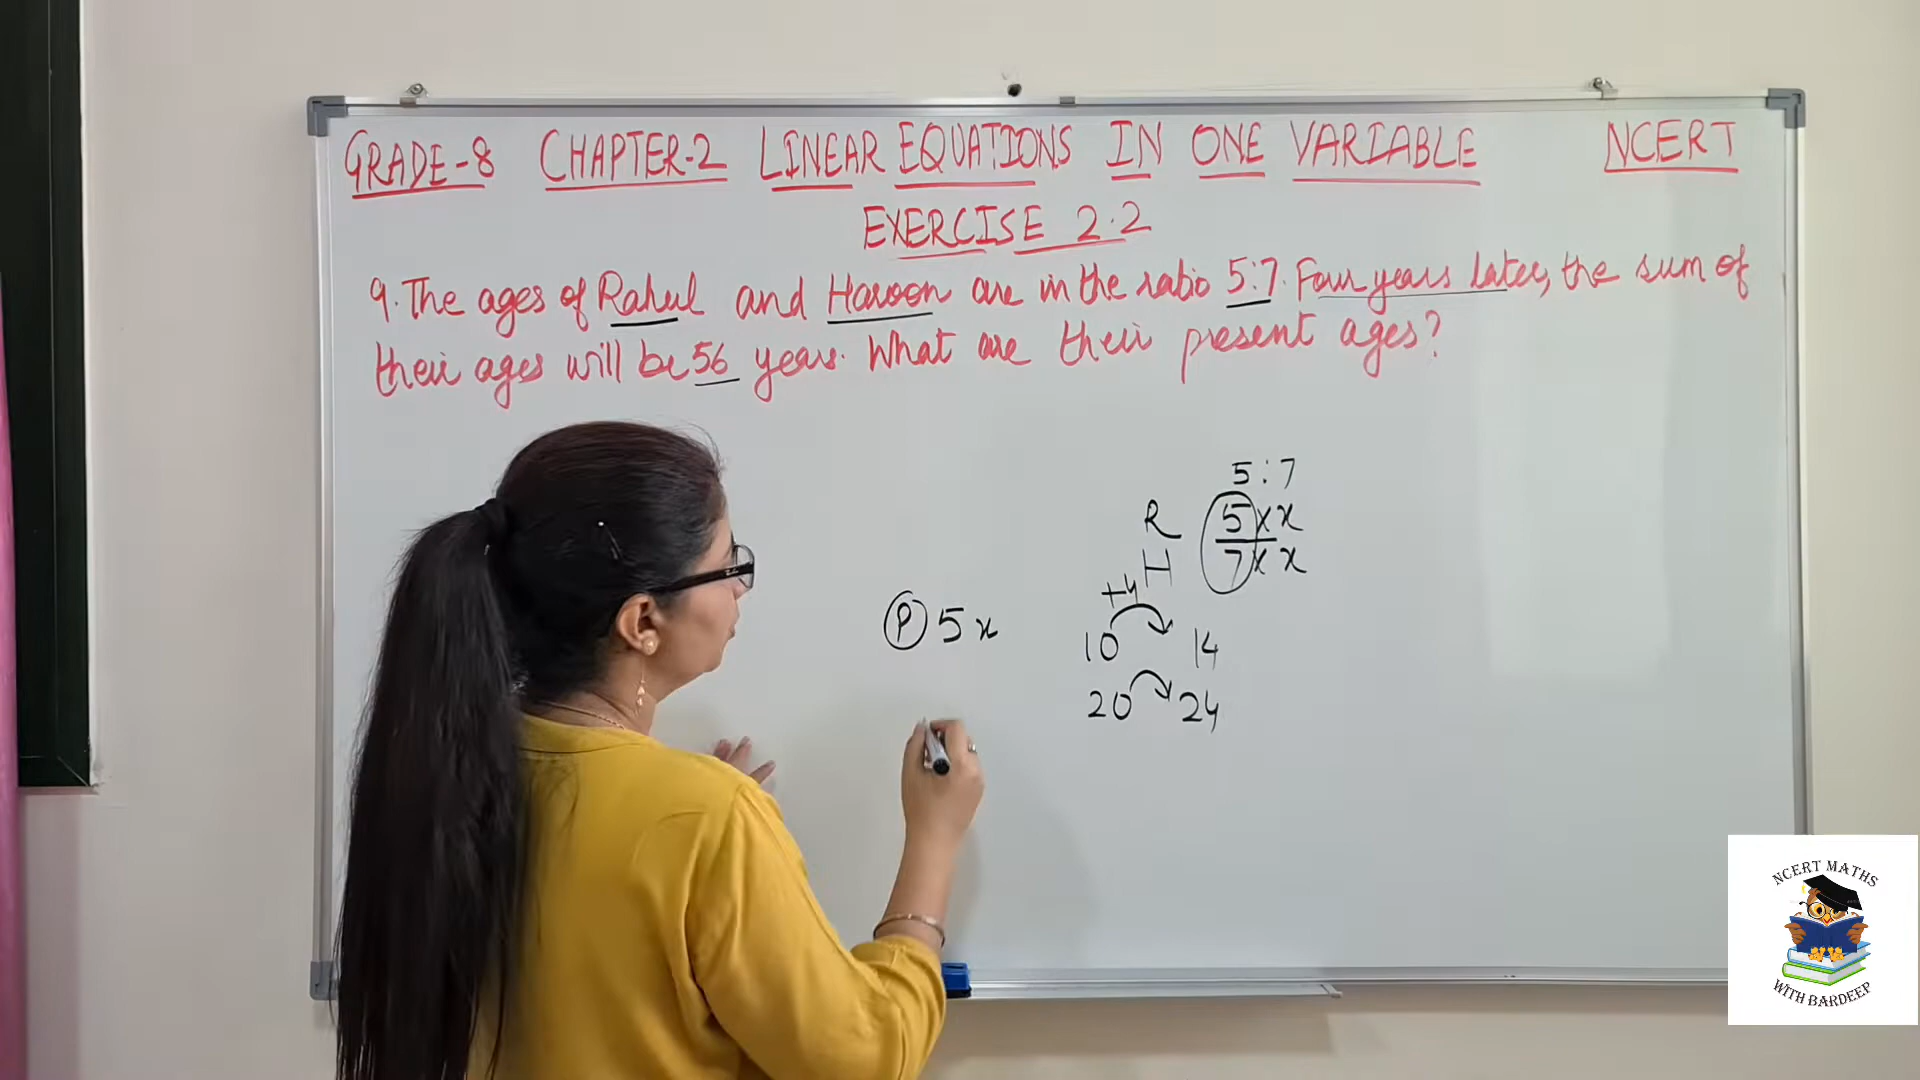 GRADE-8 CHAPTER-2 LINEAR EQUATIONS IN ONE VARIABLE NCERT
EXERCISE 2.2
9. The ages of Rahul and Haroon are in the ratio 5:7. Four years later, the sum of
their ages will be 56 years. What are their present ages?
5:7
R 5×x
H 7×x
+4
P 5x
10 14
20 24
NCERT MATHS
WITH BARDEEP